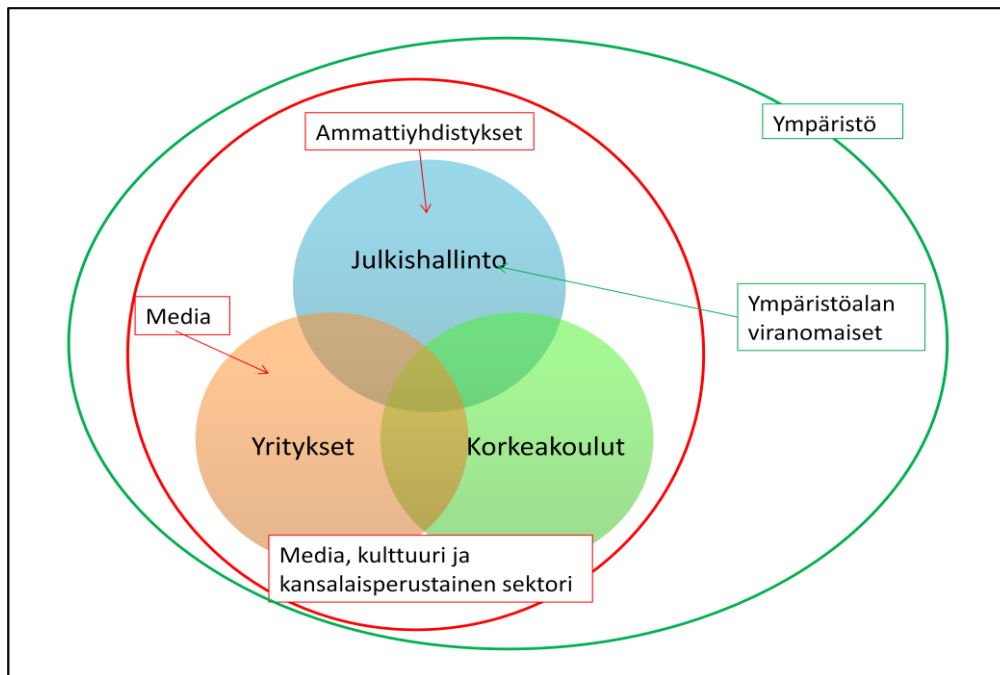 Ympäristö
Ammattiyhdistykset
Julkishallinto
Media
Ympäristöalan
viranomaiset
Yritykset
Korkeakoulut
Media, kulttuuri ja
kansalaisperustainen sektori